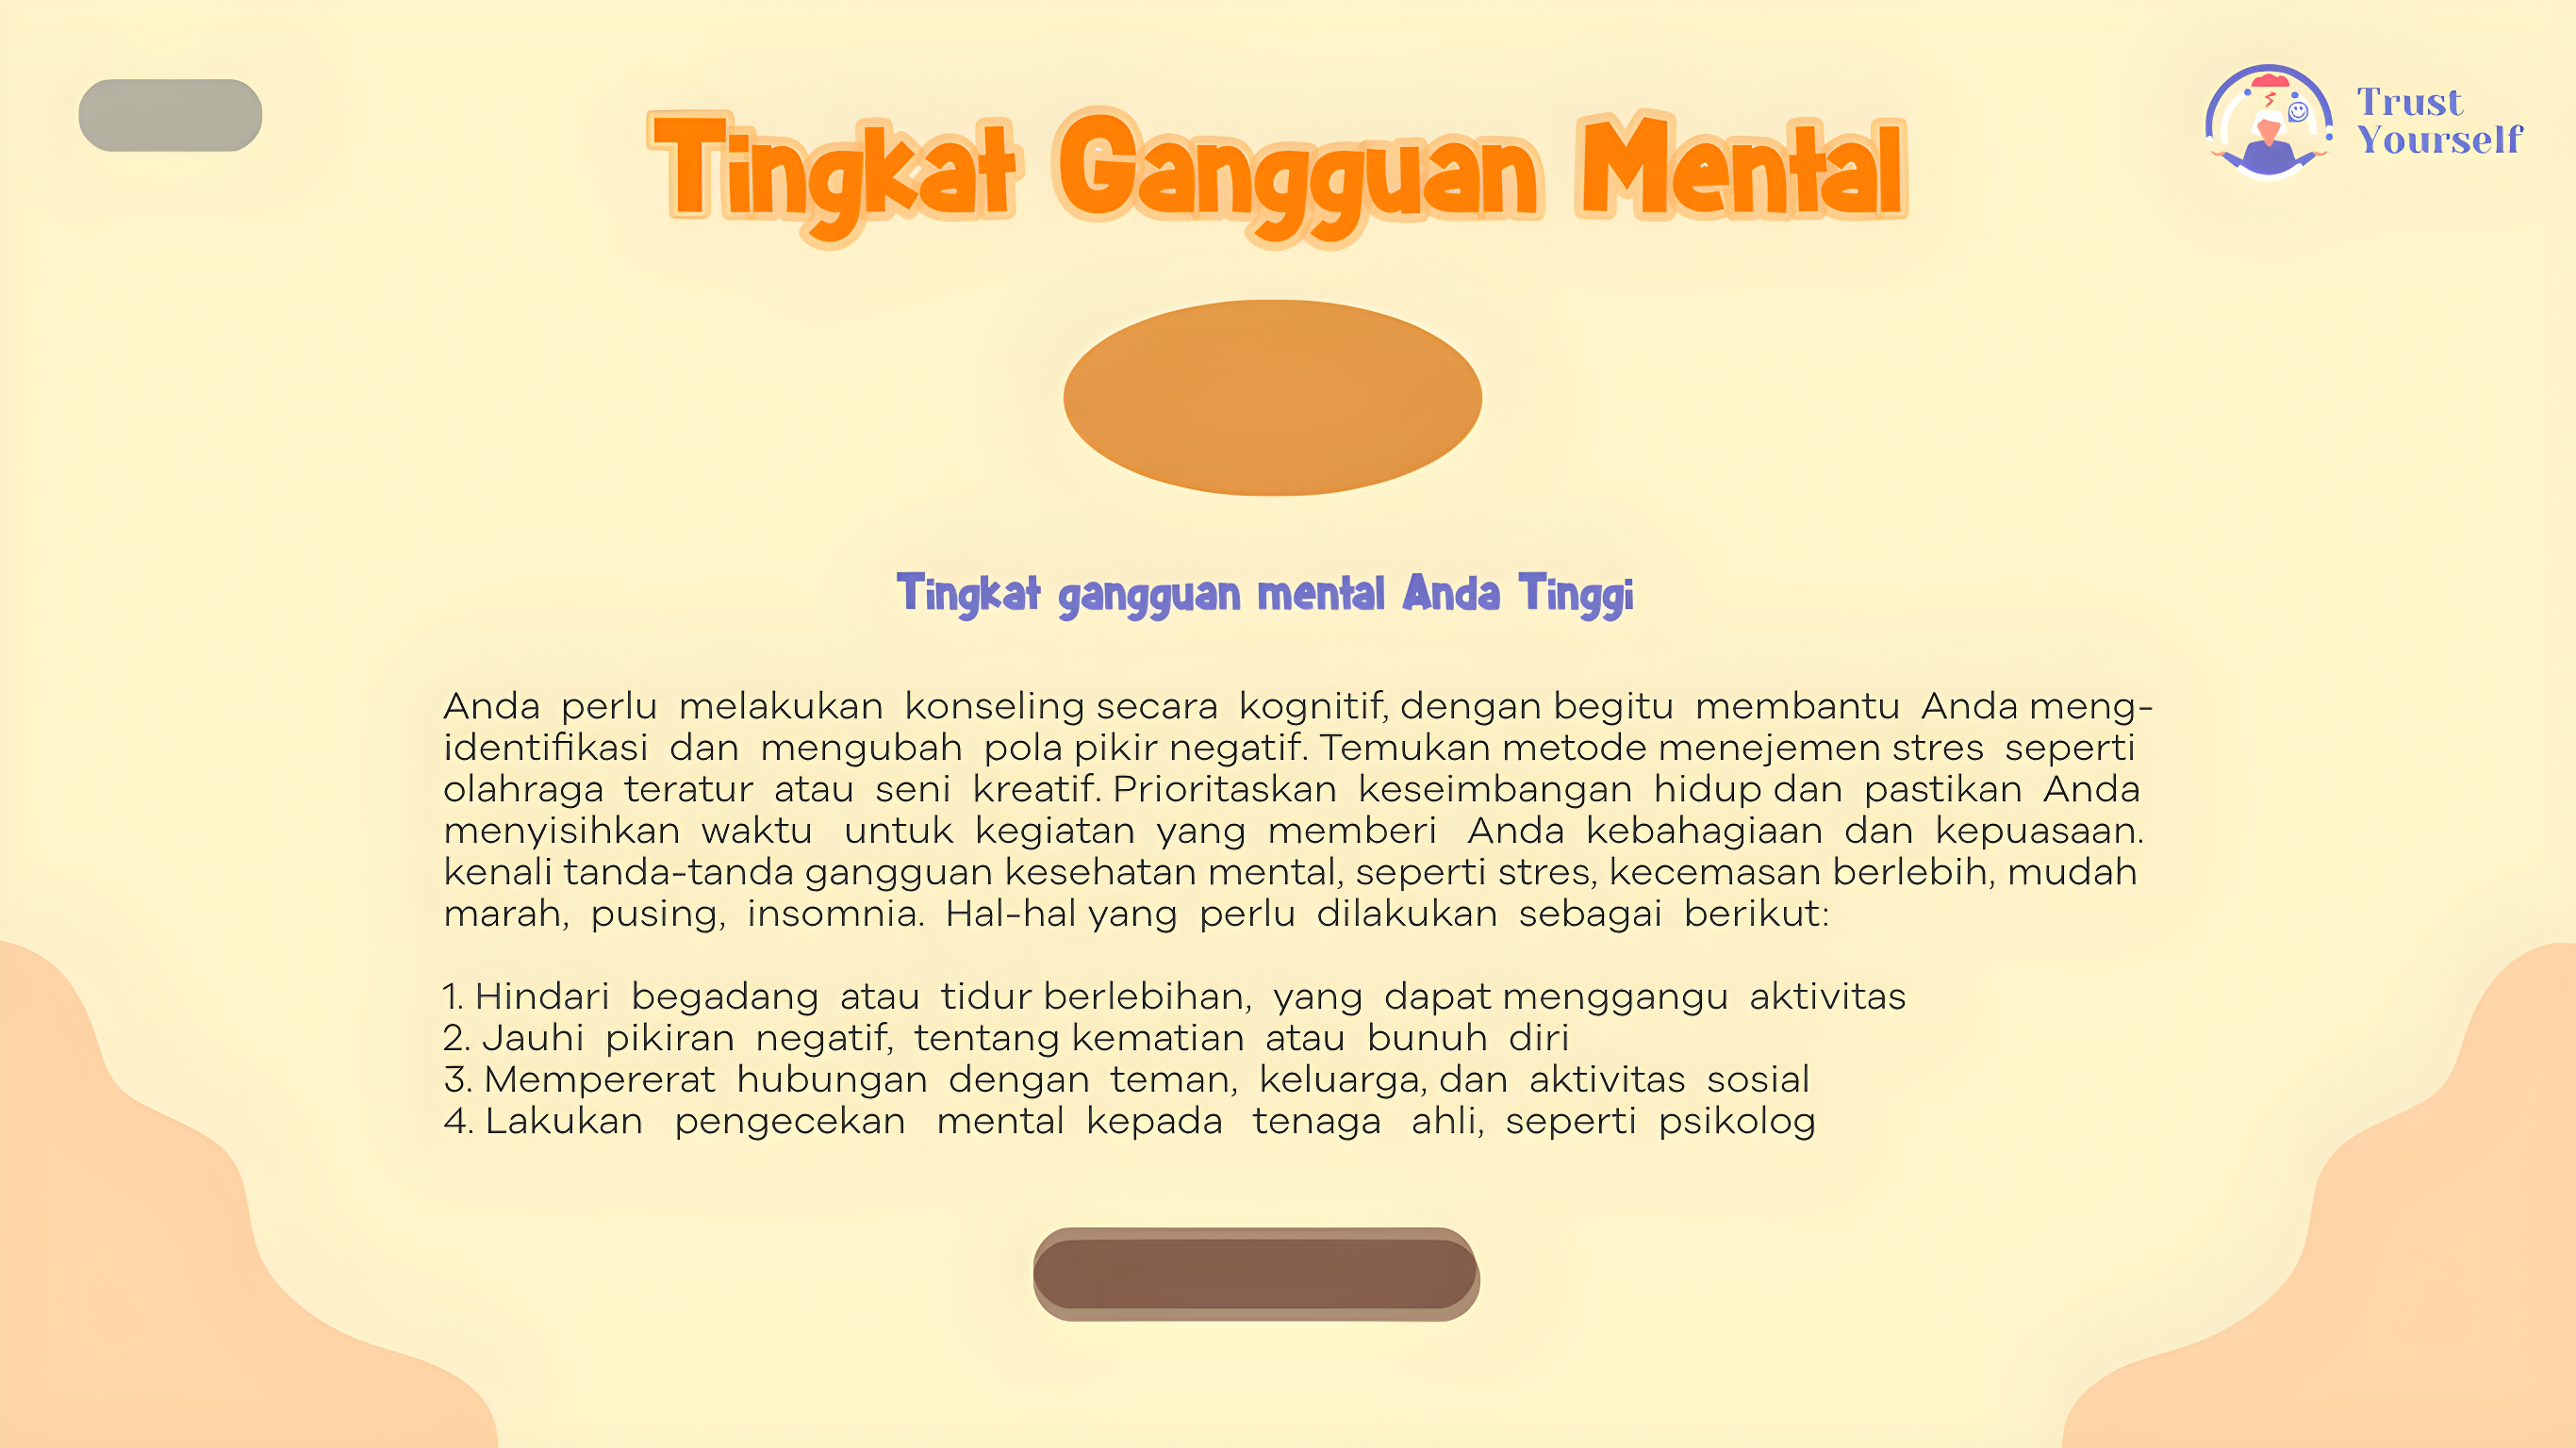 Tingkat Gangguan Mental
Trust
Yourself
Tingkat gangguan mental Anda Tinggi
Anda perlu melakukan konseling secara kognitif, dengan begitu membantu Anda meng-
identifikasi dan mengubah pola pikir negatif. Temukan metode menejemen stres seperti
olahraga teratur atau seni kreatif. Prioritaskan keseimbangan hidup dan pastikan Anda
menyisihkan waktu untuk kegiatan yang memberi Anda kebahagiaan dan kepuasaan.
kenali tanda-tanda gangguan kesehatan mental, seperti stres, kecemasan berlebih, mudah
marah, pusing, insomnia. Hal-hal yang perlu dilakukan sebagai berikut:
1. Hindari begadang atau tidur berlebihan, yang dapat menggangu aktivitas
2. Jauhi pikiran negatif, tentang kematian atau bunuh diri
3. Mempererat hubungan dengan teman, keluarga, dan aktivitas sosial
4. Lakukan pengecekan mental kepada tenaga ahli, seperti psikolog